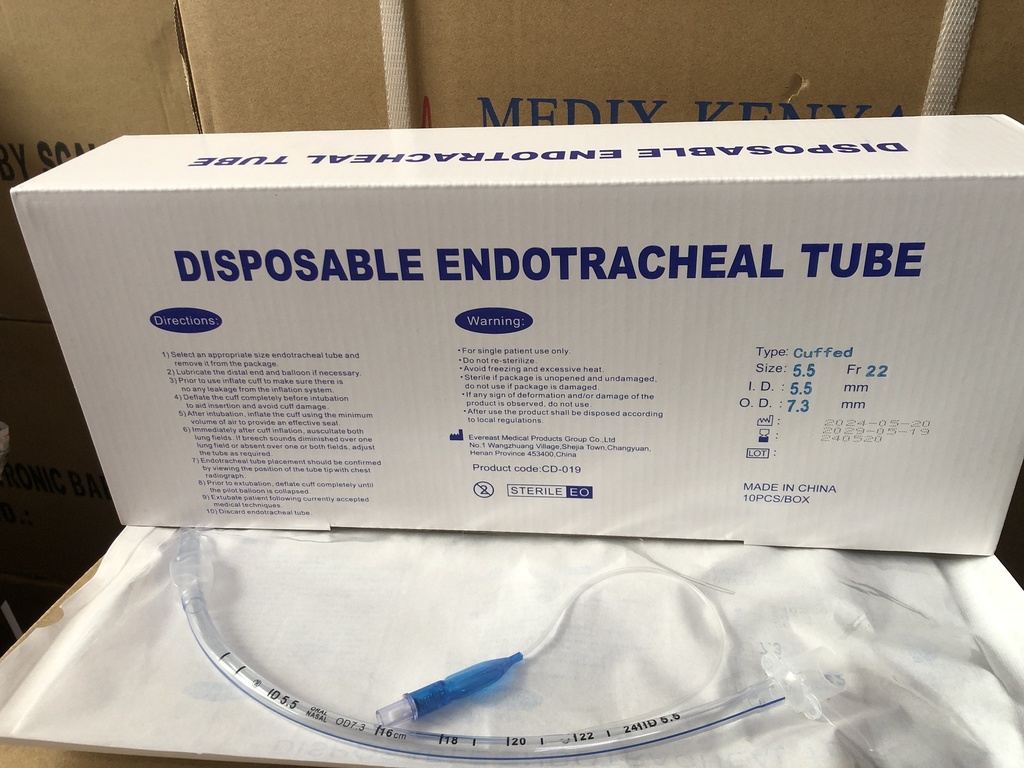 MEDIX KENYA
DISPOSABLE ENDOTRACHEAL TUBE
DISPOSABLE ENDOTRACHEAL TUBE
Directions:
1) Select an appropriate size endotracheal tube and
remove it from the package.
2) Lubricate the distal end and balloon if necessary.
3) Prior to use inflate cuff to make sure there is
no any leakage from the inflation system.
4) Deflate the cuff completely before intubation
to aid insertion and avoid cuff damage.
5) After intubation, inflate the cuff using the minimum
volume of air to provide an effective seal.
6) Immediately after cuff inflation, auscultate both
lung fields. If breech sounds diminished over one
lung field or absent over one or both fields, adjust
the tube as required.
7) Endotracheal tube placement should be confirmed
by viewing the position of the tube tip with chest
radiograph.
8) Prior to extubation, deflate cuff completely until
the pilot balloon is collapsed.
9) Extubate patient following currently accepted
medical techniques.
10) Discard endotracheal tube.
Warning:
• For single patient use only.
• Do not re-sterilize.
• Avoid freezing and excessive heat.
• Sterile if package is unopened and undamaged,
do not use if package is damaged.
• If any sign of deformation and/or damage of the
product is observed, do not use.
• After use the product shall be disposed according
to local regulations.
Evereast Medical Products Group Co.,Ltd
No.1 Wangzhuang Village,Shejia Town,Changyuan,
Henan Province 453400,China
Product code:CD-019
2 STERILE EO
Type: Cuffed
Size: 5.5 Fr 22
I. D. : 5.5 mm
O. D. : 7.3 mm
: 2024-05-20
: 2029-05-19
LOT : 240520
MADE IN CHINA
10PCS/BOX
ID 5.5 ORAL NASAL OD7.3 16cm 18 20 22 24 ID 5.5